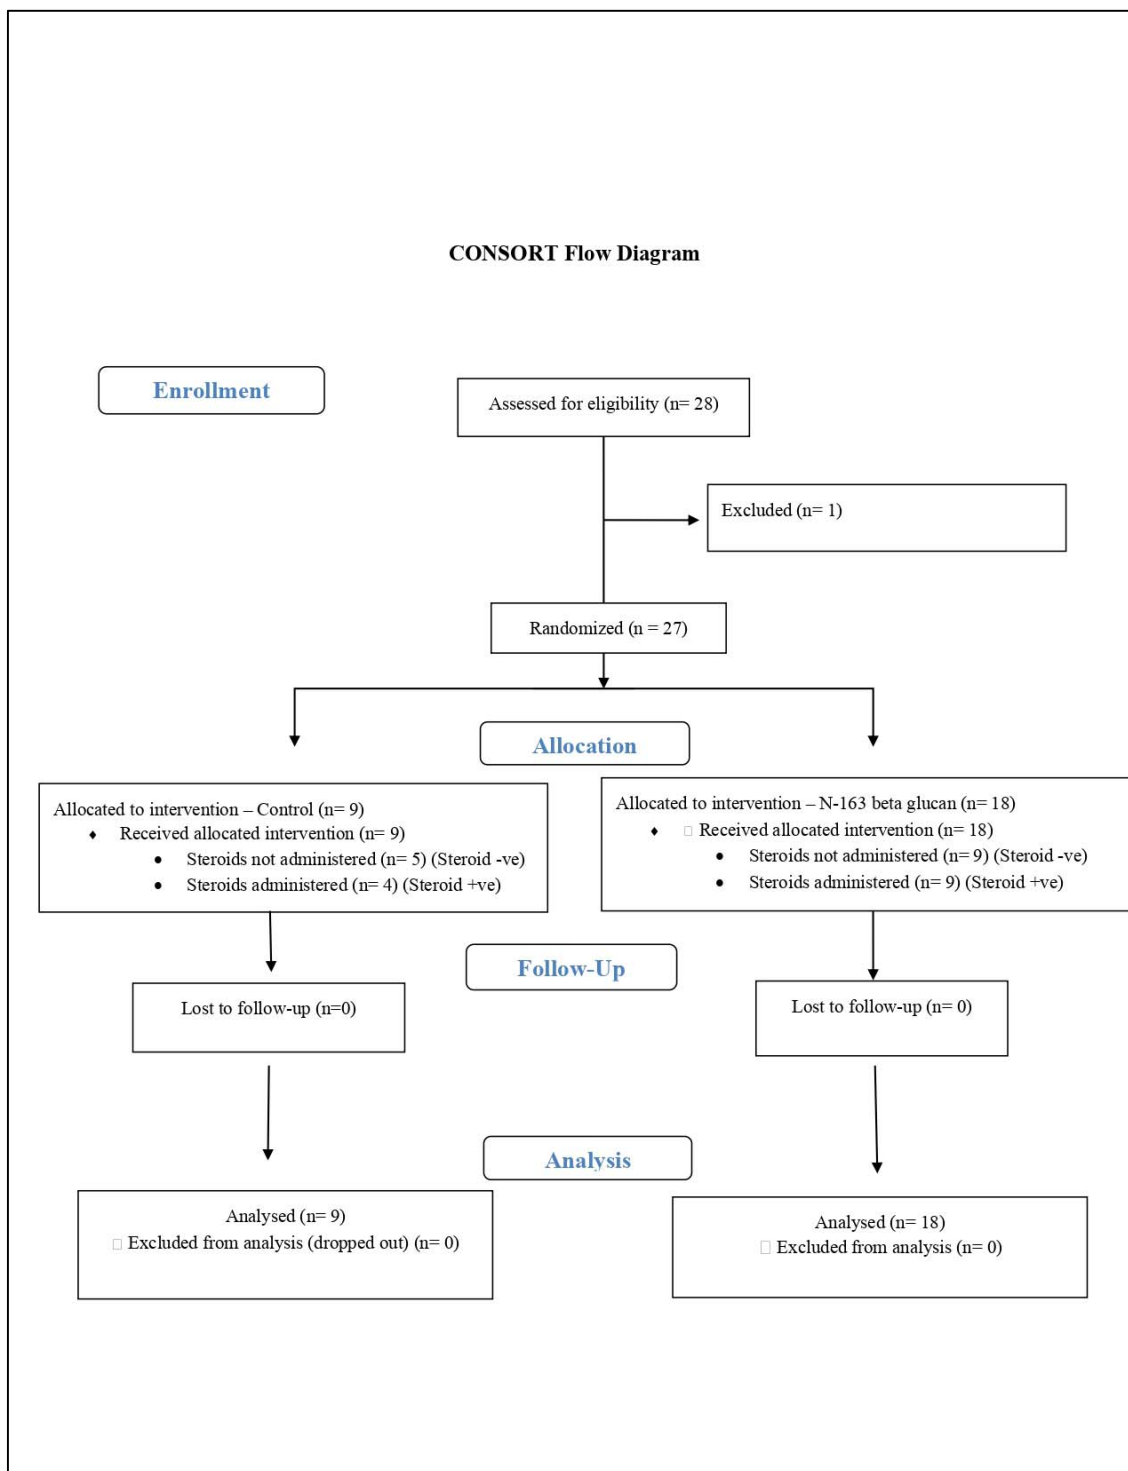 CONSORT Flow Diagram
Enrollment
Assessed for eligibility (n= 28)
Excluded (n= 1)
Randomized (n = 27)
Allocation
Allocated to intervention – Control (n= 9)
♦ Received allocated intervention (n= 9)
● Steroids not administered (n= 5) (Steroid -ve)
● Steroids administered (n= 4) (Steroid +ve)
Allocated to intervention – N-163 beta glucan (n= 18)
♦ □ Received allocated intervention (n= 18)
● Steroids not administered (n= 9) (Steroid -ve)
● Steroids administered (n= 9) (Steroid +ve)
Follow-Up
Lost to follow-up (n=0)
Lost to follow-up (n= 0)
Analysis
Analysed (n= 9)
□ Excluded from analysis (dropped out) (n= 0)
Analysed (n= 18)
□ Excluded from analysis (n= 0)